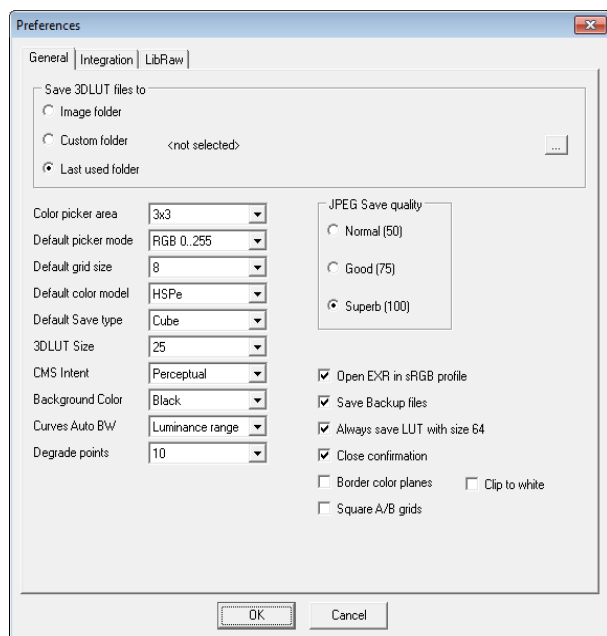 Preferences
General Integration LibRaw
Save 3DLUT files to
Image folder
Custom folder <not selected> ...
Last used folder
Color picker area 3x3
Default picker mode RGB 0..255
Default grid size 8
Default color model HSPe
Default Save type Cube
3DLUT Size 25
CMS Intent Perceptual
Background Color Black
Curves Auto BW Luminance range
Degrade points 10
JPEG Save quality
Normal (50)
Good (75)
Superb (100)
Open EXR in sRGB profile
Save Backup files
Always save LUT with size 64
Close confirmation
Border color planes Clip to white
Square A/B grids
OK Cancel